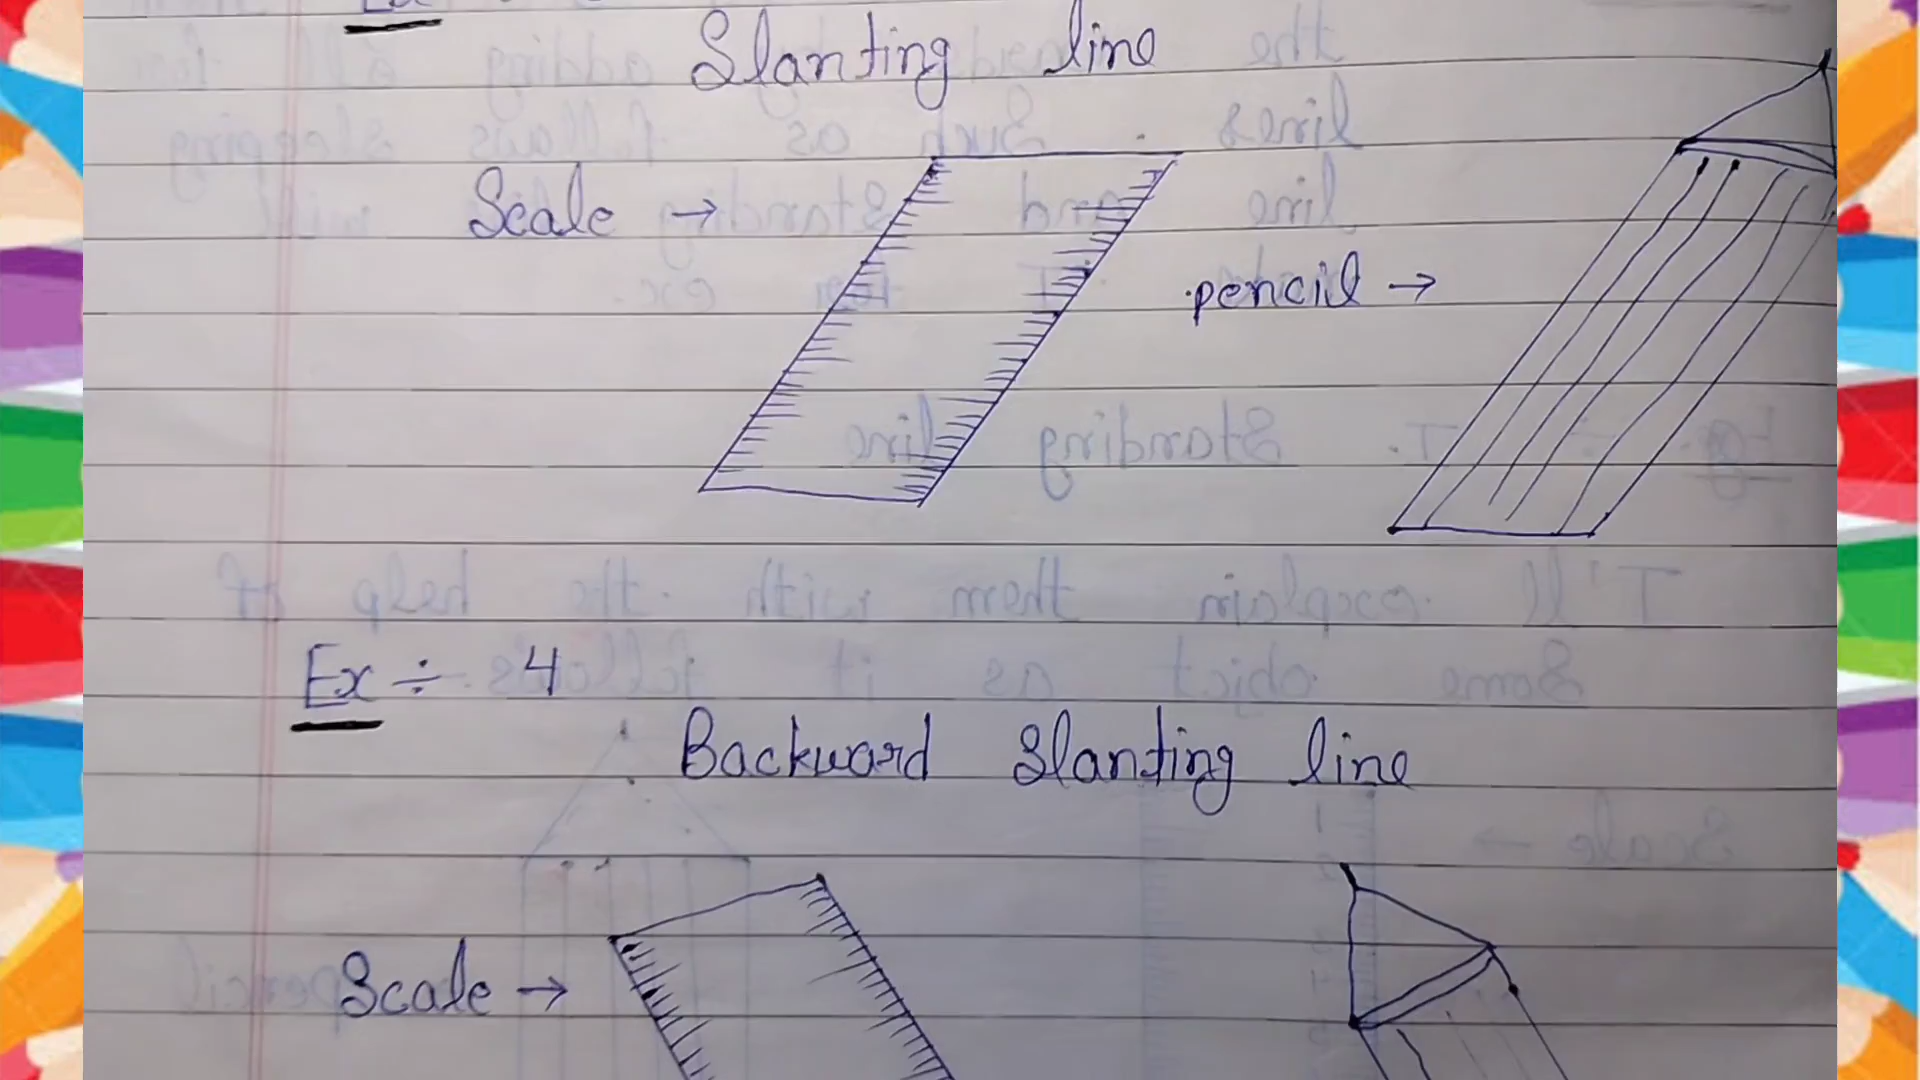 Slanting line
Scale →
pencil →
Ex ÷ 4
Backward Slanting line
Scale →